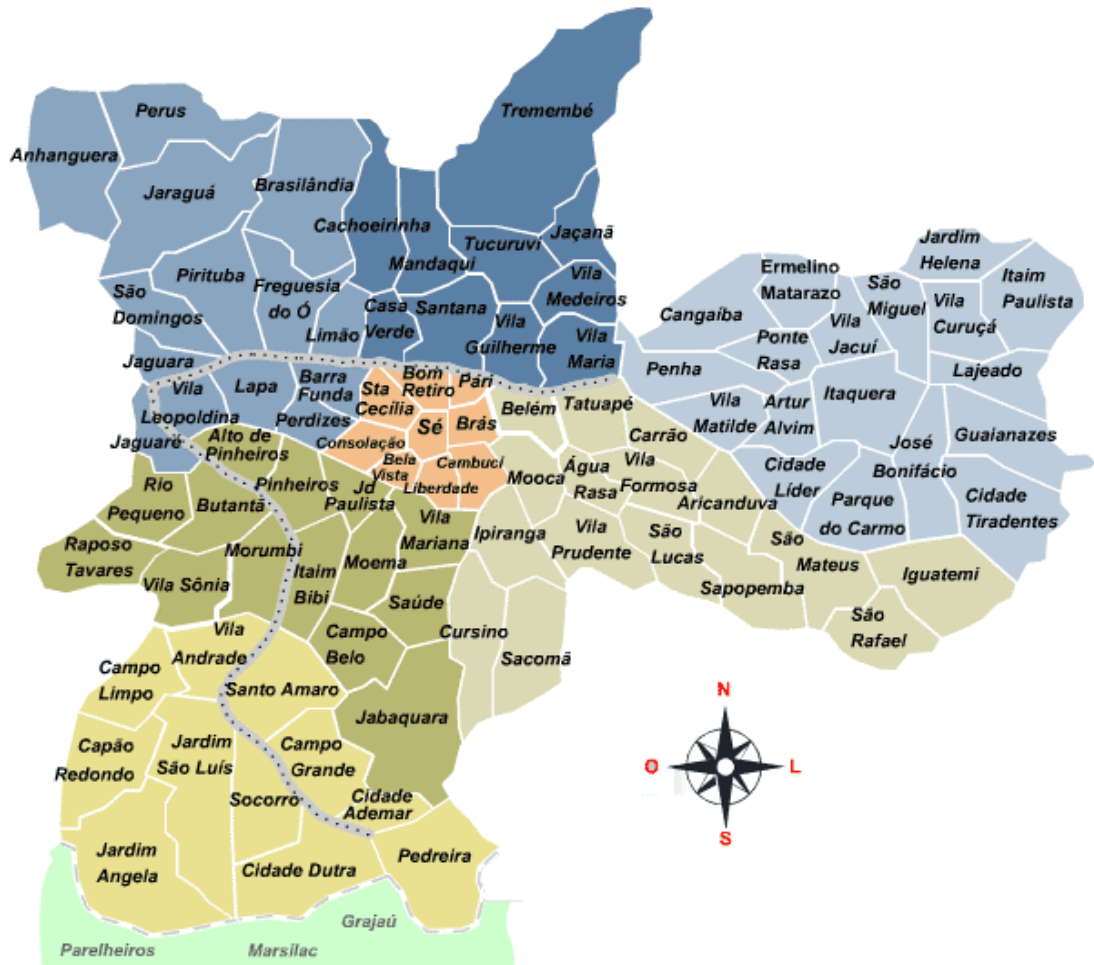 Tremembé
Perus
Anhanguera
Jaraguá
Brasilândia
Cachoeirinha
Mandaqui
Tucuruvi
Jaçanã
Pirituba
Freguesia
do Ó
Limão
Casa
Verde
Santana
Vila
Guilherme
Vila
Medeiros
Vila
Maria
São
Domingos
Jaguara
Vila
Leopoldina
Jaguaré
Lapa
Barra
Funda
Perdizes
Bom
Retiro
Pari
Sta
Cecília
Sé
Brás
Consolação
Bela
Vista
Liberdade
Cambuci
Jardim
Helena
Itaim
Paulista
Ermelino
Matarazo
São
Miguel
Vila
Curuçá
Cangaíba
Ponte
Rasa
Vila
Jacuí
Lajeado
Penha
Vila
Matilde
Artur
Alvim
Itaquera
José
Bonifácio
Guaianazes
Cidade
Líder
Parque
do Carmo
Cidade
Tiradentes
Belém
Tatuapé
Carrão
Mooca
Água
Rasa
Vila
Formosa
Aricanduva
Ipiranga
Vila
Prudente
São
Lucas
Sapopemba
São
Mateus
Iguatemi
São
Rafael
Cursino
Sacomã
Alto de
Pinheiros
Rio
Pequeno
Butantã
Pinheiros
Jd
Paulista
Vila
Mariana
Raposo
Tavares
Vila Sônia
Morumbi
Itaim
Bibi
Moema
Saúde
Campo
Belo
Jabaquara
Vila
Andrade
Campo
Limpo
Santo Amaro
Capão
Redondo
Jardim
São Luís
Campo
Grande
Socorro
Cidade
Ademar
Jardim
Angela
Cidade Dutra
Pedreira
Grajaú
Parelheiros
Marsilac
N
O
L
S